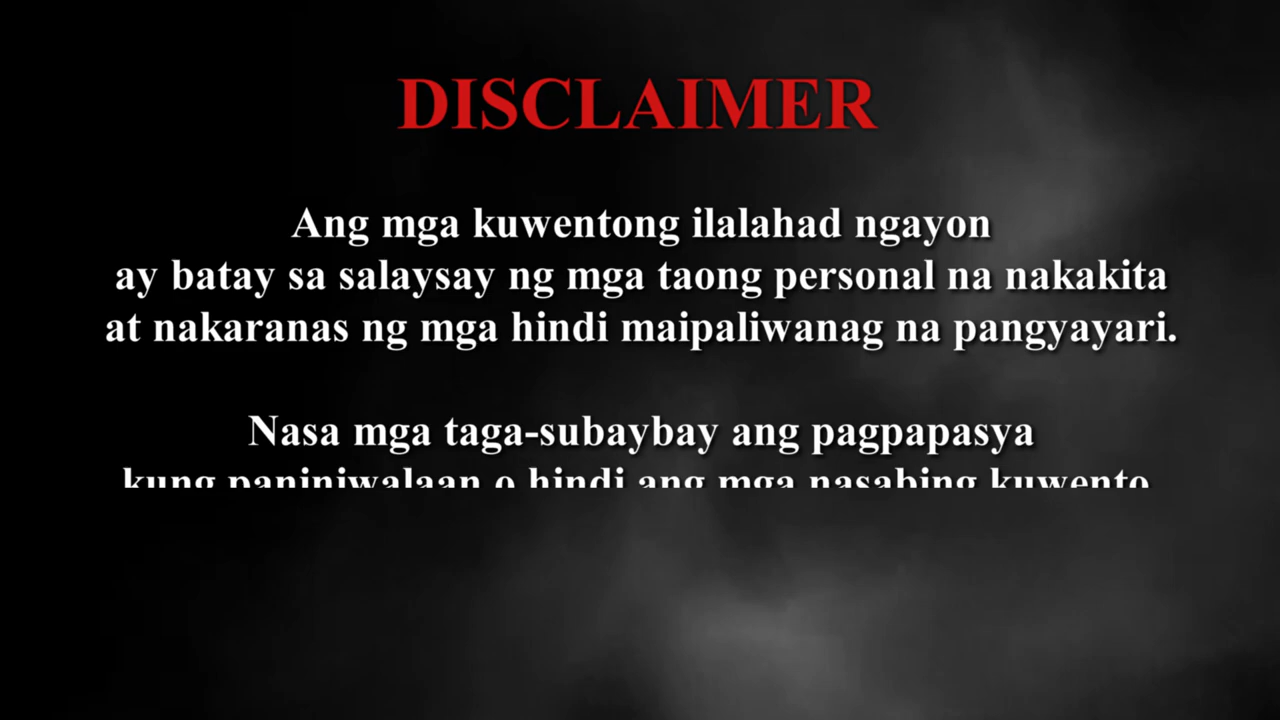 DISCLAIMER
Ang mga kuwentong ilalahad ngayon
ay batay sa salaysay ng mga taong personal na nakakita
at nakaranas ng mga hindi maipaliwanag na pangyayari.
Nasa mga taga-subaybay ang pagpapasya
kung paniniwalaan o hindi ang mga nasabing kuwento